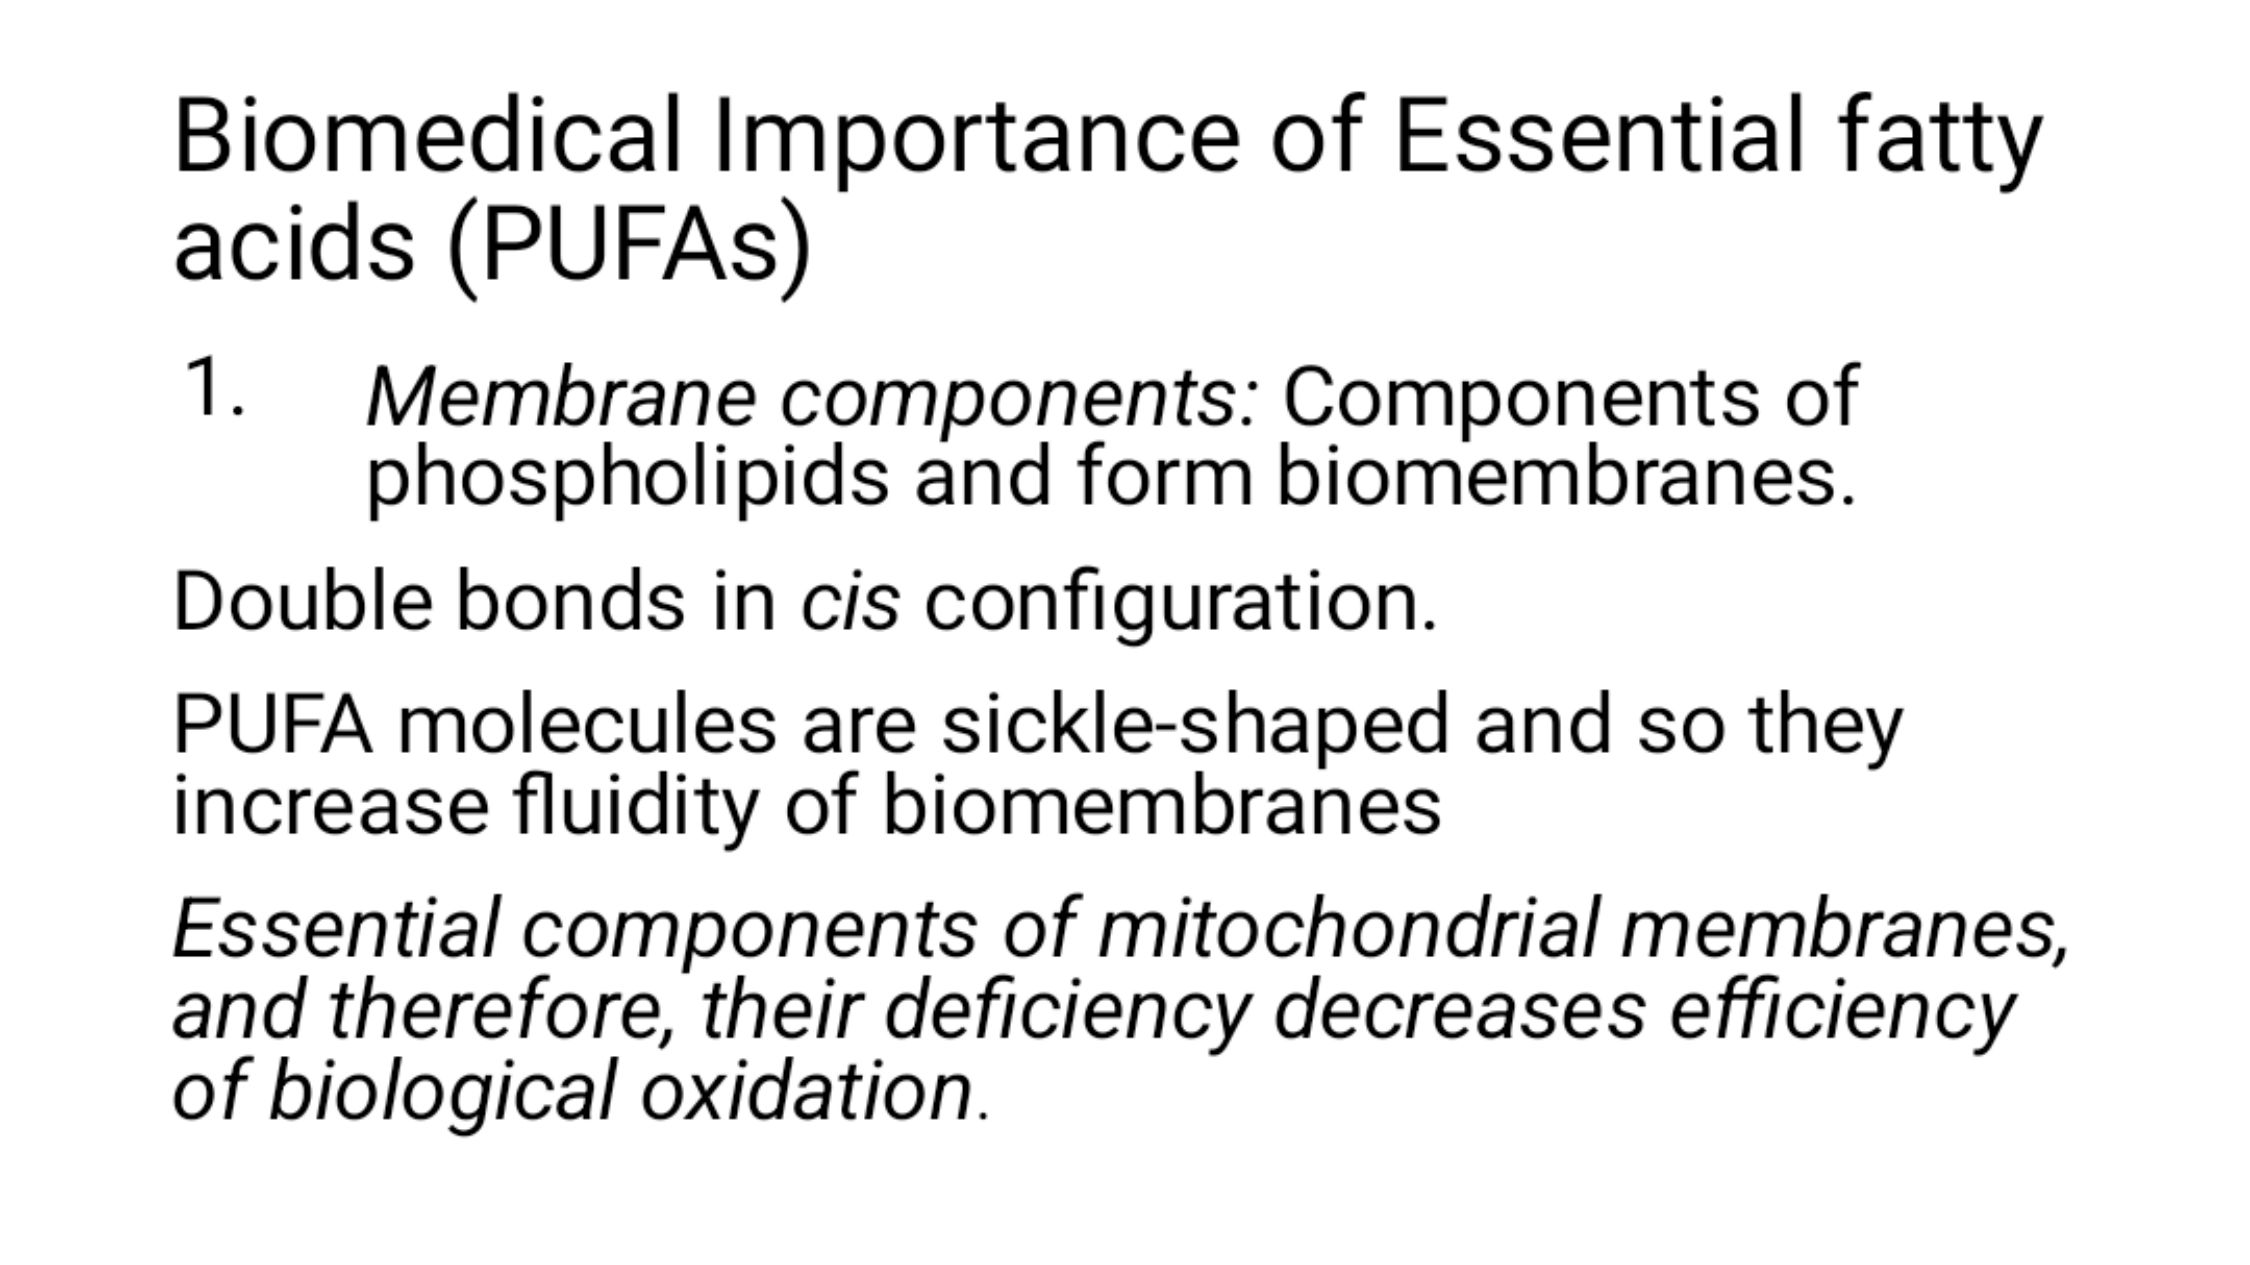 Biomedical Importance of Essential fatty
acids (PUFAs)
1. Membrane components: Components of
phospholipids and form biomembranes.
Double bonds in cis configuration.
PUFA molecules are sickle-shaped and so they
increase fluidity of biomembranes
Essential components of mitochondrial membranes,
and therefore, their deficiency decreases efficiency
of biological oxidation.